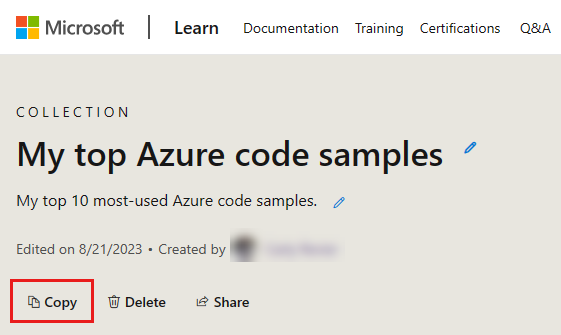 Microsoft Learn Documentation Training Certifications Q&A
COLLECTION
My top Azure code samples
My top 10 most-used Azure code samples.
Edited on 8/21/2023 • Created by
Copy Delete Share